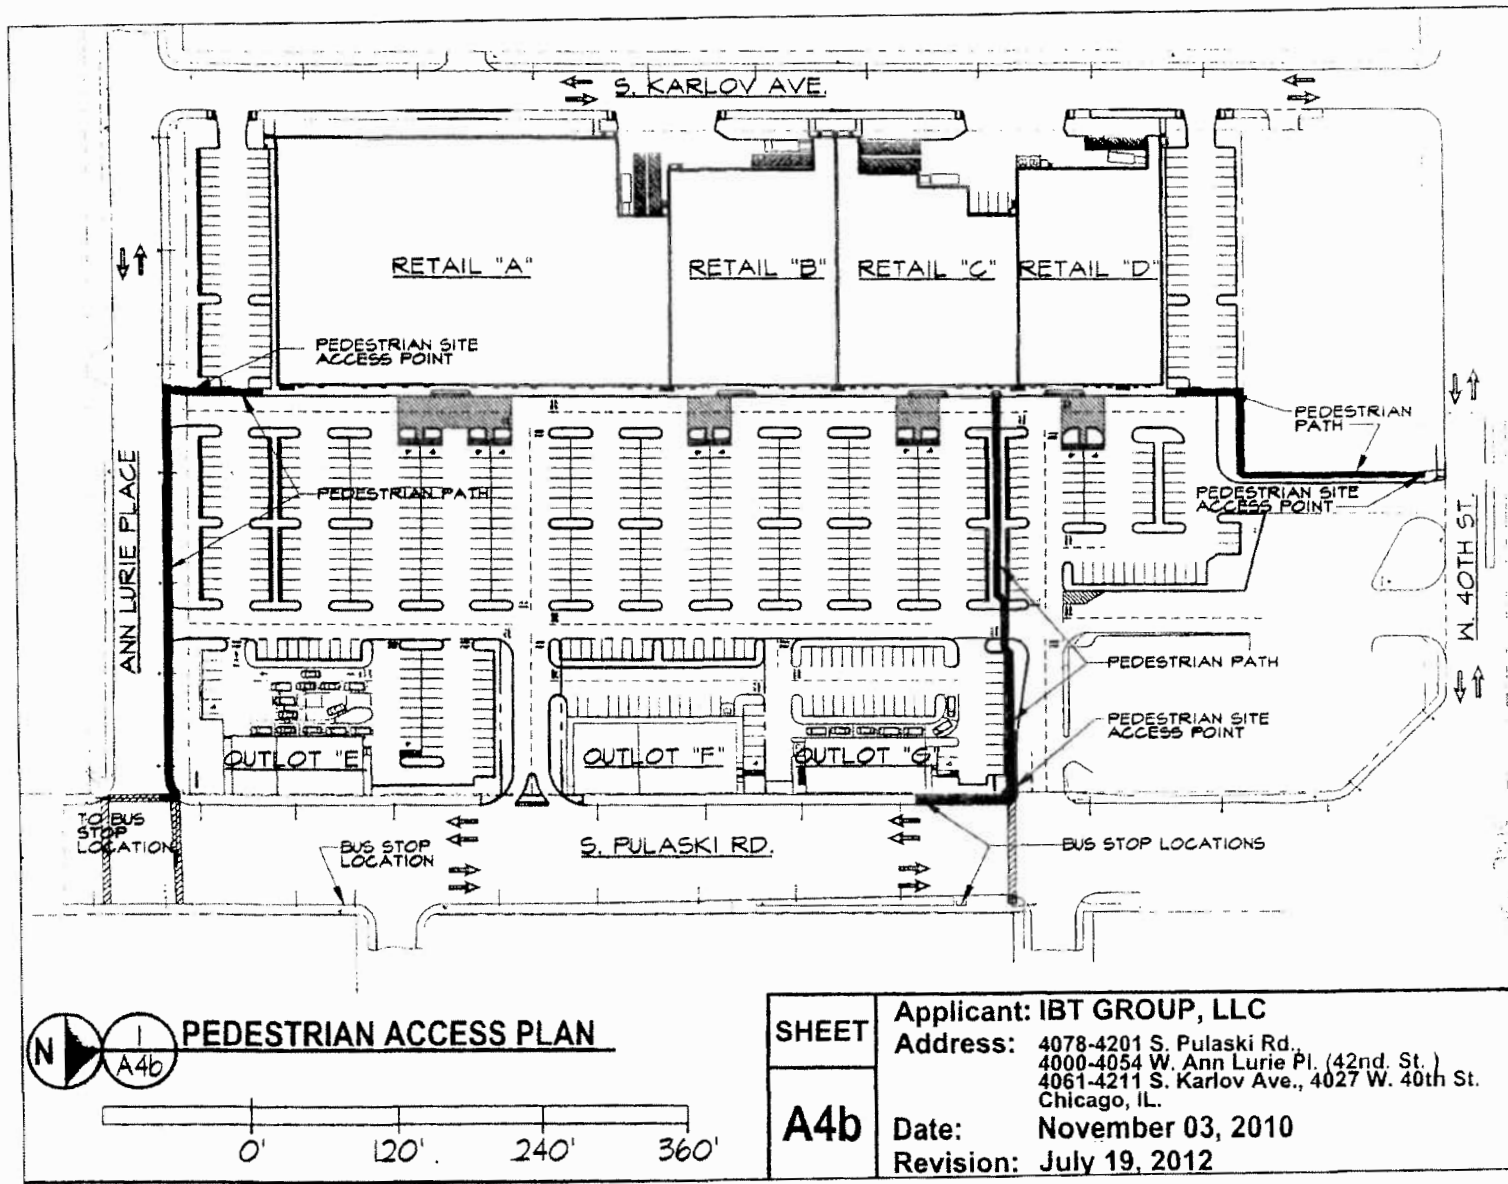 S. KARLOV AVE.
RETAIL "A"
RETAIL "B"
RETAIL "C"
RETAIL "D"
PEDESTRIAN SITE
ACCESS POINT
PEDESTRIAN
PATH
ANN LURIE PLACE
PEDESTRIAN PATH
PEDESTRIAN SITE
ACCESS POINT
W. 40TH ST.
PEDESTRIAN PATH
PEDESTRIAN SITE
ACCESS POINT
OUTLOT "E"
OUTLOT "F"
OUTLOT "G"
TO BUS
STOP
LOCATION
BUS STOP
LOCATION
S. PULASKI RD.
BUS STOP LOCATIONS
N
1
A4b
PEDESTRIAN ACCESS PLAN
0' 120' 240' 360'
SHEET
A4b
Applicant: IBT GROUP, LLC
Address: 4078-4201 S. Pulaski Rd.,
4000-4054 W. Ann Lurie Pl. (42nd. St. )
4061-4211 S. Karlov Ave., 4027 W. 40th St.
Chicago, IL.
Date: November 03, 2010
Revision: July 19, 2012